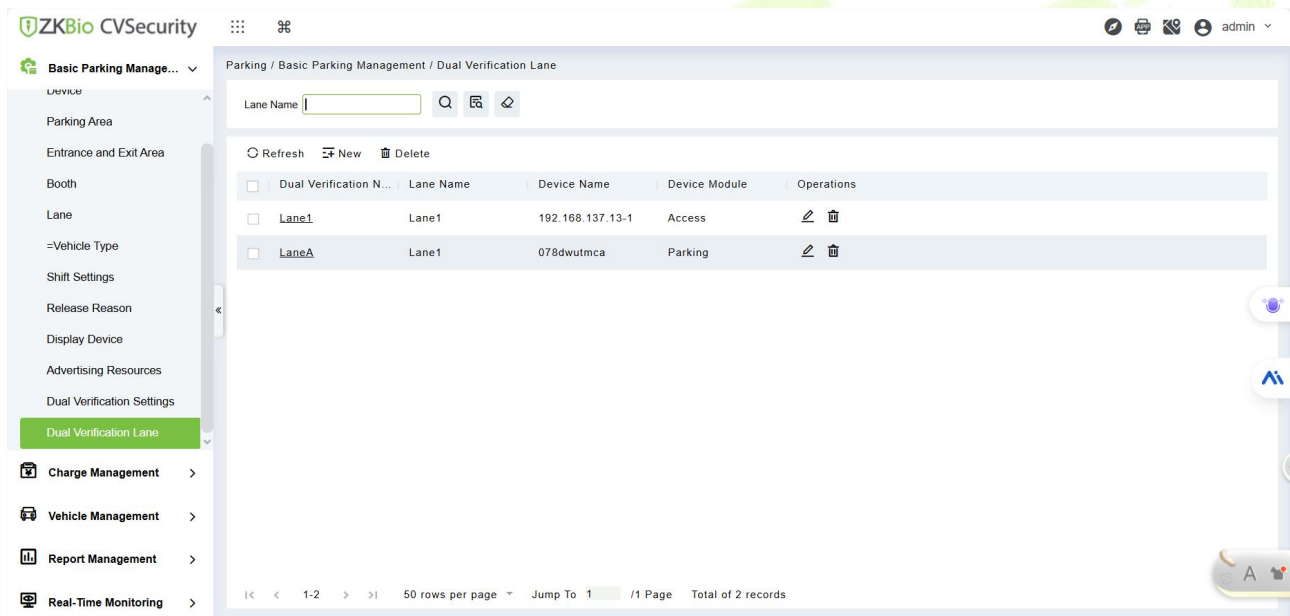 ZKBio CVSecurity
admin
Basic Parking Manage...
Device
Parking Area
Entrance and Exit Area
Booth
Lane
=Vehicle Type
Shift Settings
Release Reason
Display Device
Advertising Resources
Dual Verification Settings
Dual Verification Lane
Charge Management
Vehicle Management
Report Management
Real-Time Monitoring
Parking / Basic Parking Management / Dual Verification Lane
Lane Name
Refresh New Delete
Dual Verification N... Lane Name Device Name Device Module Operations
Lane1 Lane1 192.168.137.13-1 Access
LaneA Lane1 078dwutmca Parking
1-2 50 rows per page Jump To 1 /1 Page Total of 2 records
A